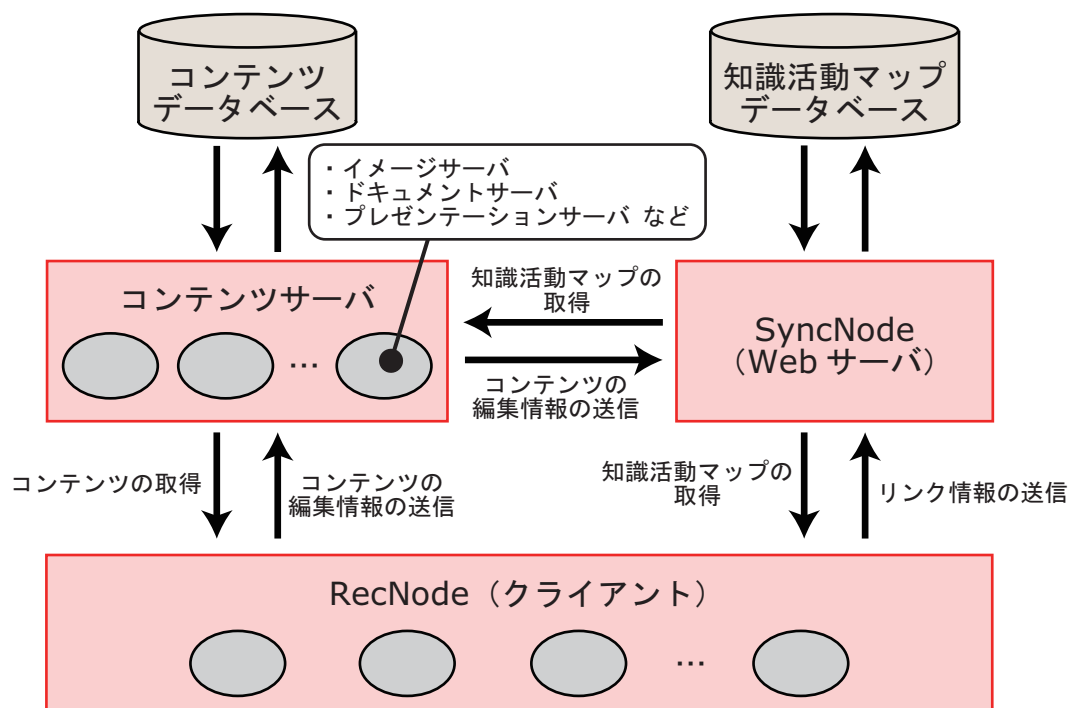 コンテンツ
データベース
知識活動マップ
データベース
・イメージサーバ
・ドキュメントサーバ
・プレゼンテーションサーバ など
コンテンツサーバ
…
知識活動マップの
取得
コンテンツの
編集情報の送信
SyncNode
（Web サーバ）
コンテンツの取得
コンテンツの
編集情報の送信
知識活動マップの
取得
リンク情報の送信
RecNode（クライアント）
…